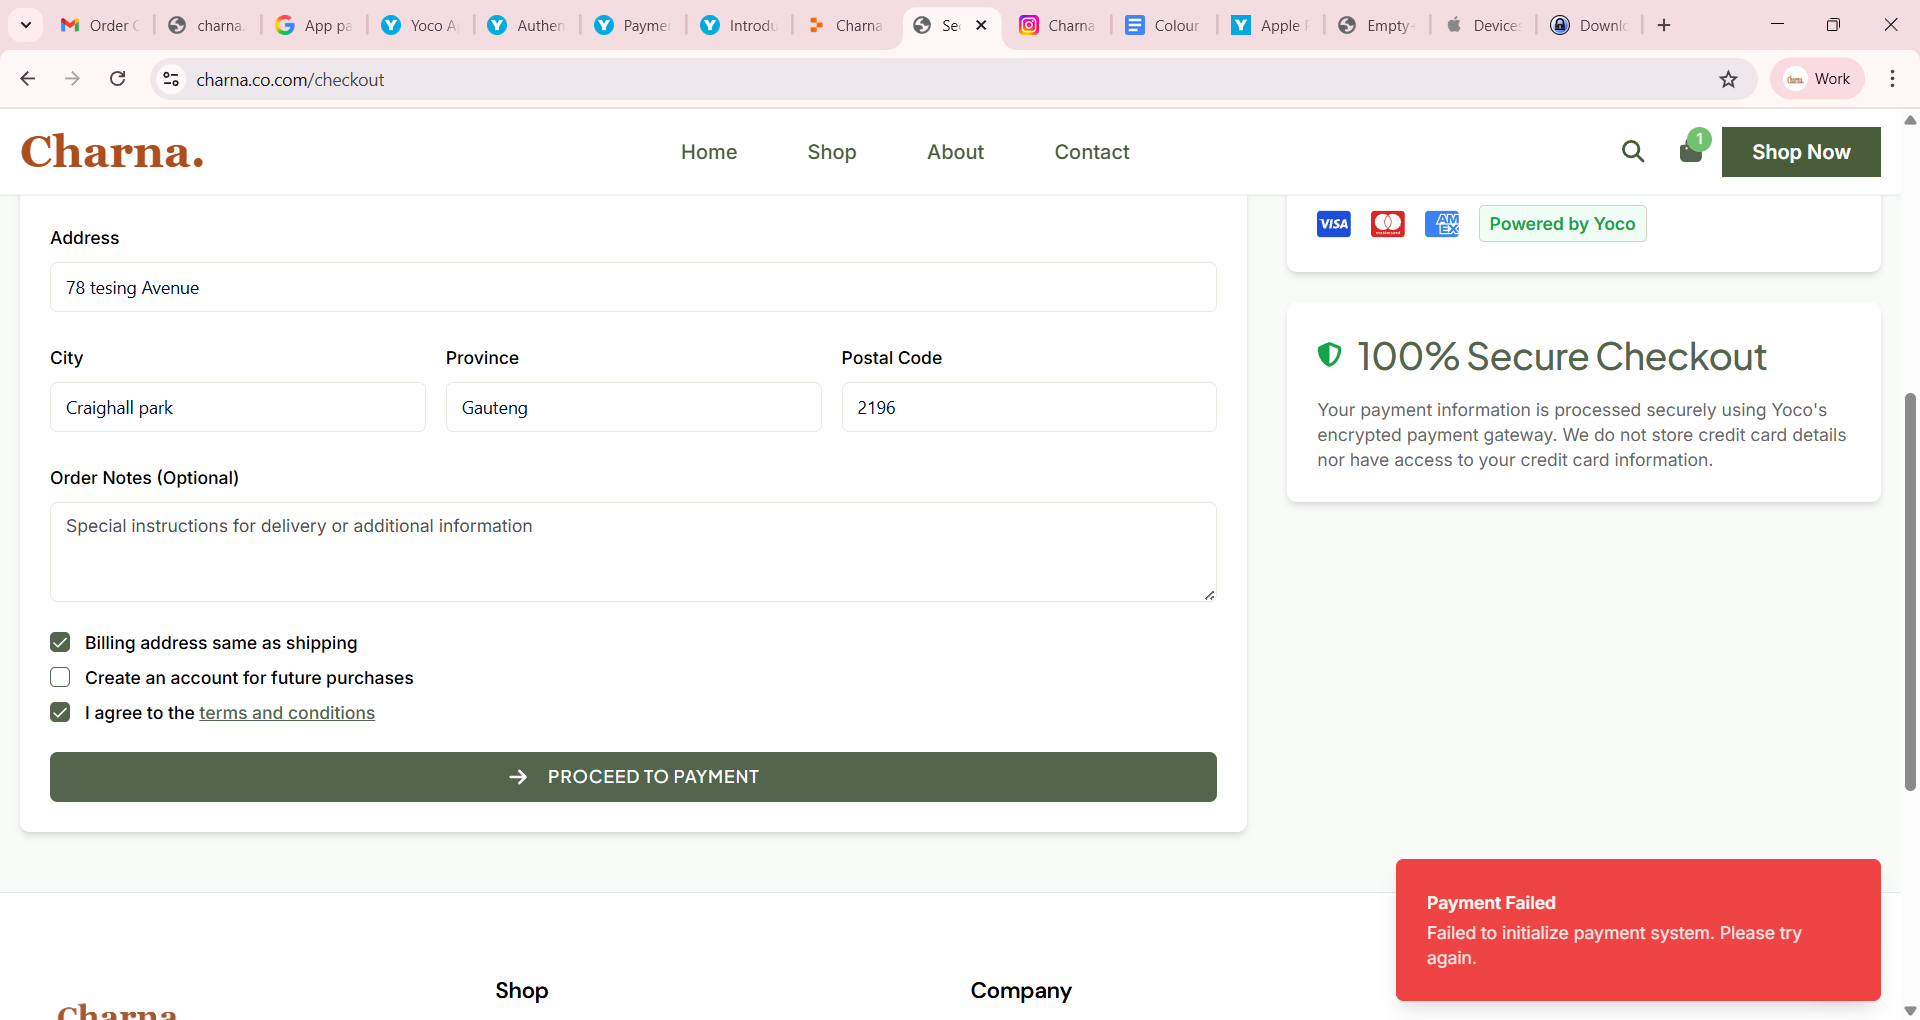 Order
charna.
App pa
Yoco A
Authen
Paymen
Introdu
Charna
Se
Charna
Colour
Apple
Empty-
Devices
Downlo
charna.co.com/checkout
Work
Charna.
Home
Shop
About
Contact
1
Shop Now
Address
78 tesing Avenue
City
Province
Postal Code
Craighall park
Gauteng
2196
Order Notes (Optional)
Special instructions for delivery or additional information
Billing address same as shipping
Create an account for future purchases
I agree to the terms and conditions
PROCEED TO PAYMENT
VISA
mastercard
AM
EX
Powered by Yoco
100% Secure Checkout
Your payment information is processed securely using Yoco's
encrypted payment gateway. We do not store credit card details
nor have access to your credit card information.
Payment Failed
Failed to initialize payment system. Please try
again.
Charna
Shop
Company